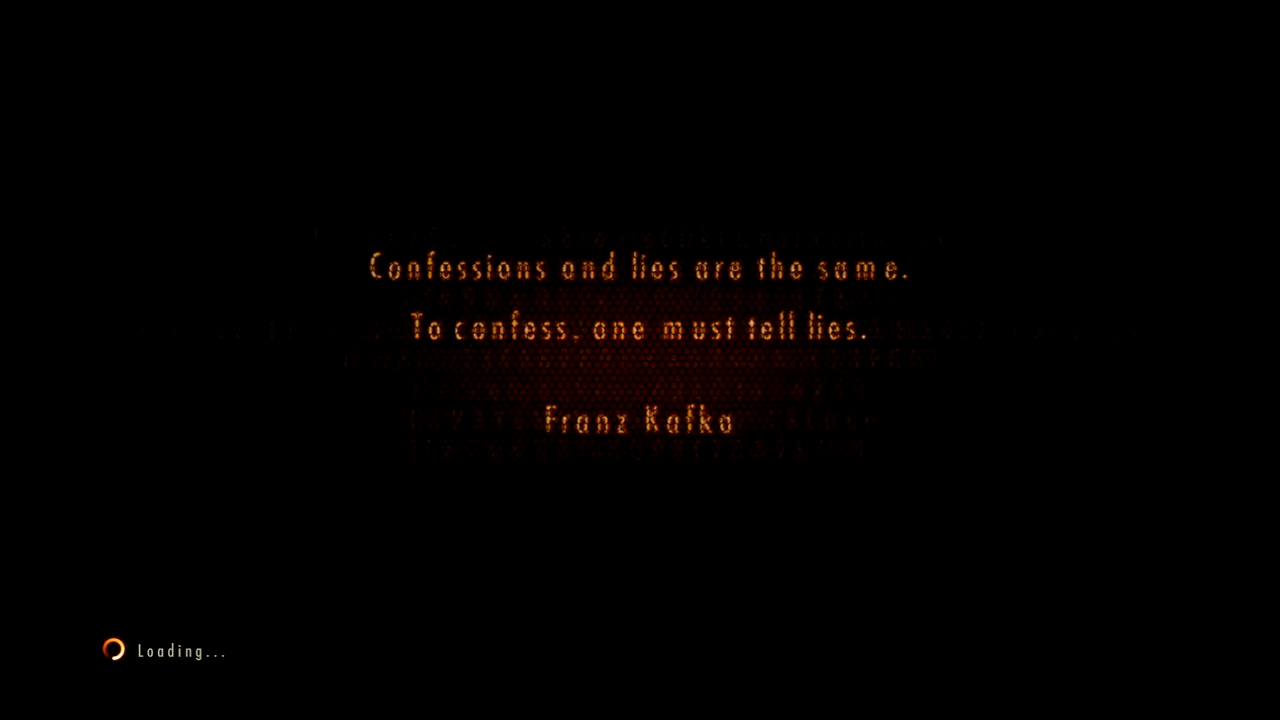 Confessions and lies are the same.
To confess, one must tell lies.
Franz Kafka
Loading...